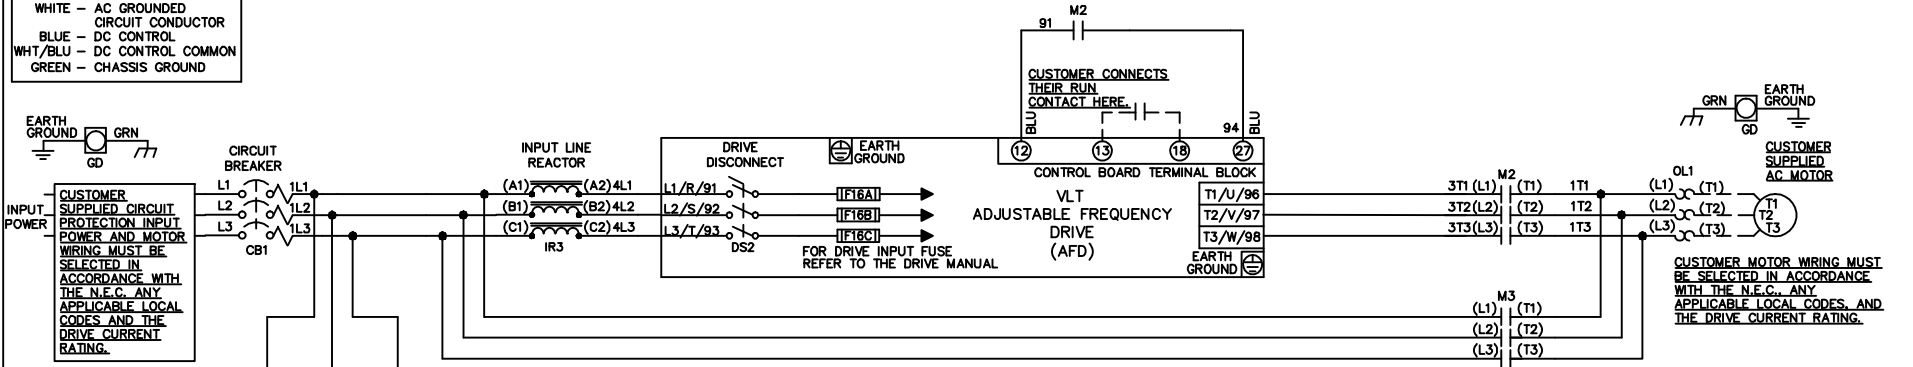 WHITE – AC GROUNDED
CIRCUIT CONDUCTOR
BLUE – DC CONTROL
WHT/BLU – DC CONTROL COMMON
GREEN – CHASSIS GROUND
EARTH
GROUND
GRN
GD
INPUT
POWER
CUSTOMER
SUPPLIED CIRCUIT
PROTECTION INPUT
POWER AND MOTOR
WIRING MUST BE
SELECTED IN
ACCORDANCE WITH
THE N.E.C. ANY
APPLICABLE LOCAL
CODES AND THE
DRIVE CURRENT
RATING.
CIRCUIT
BREAKER
L1
L2
L3
1L1
1L2
1L3
CB1
INPUT LINE
REACTOR
(A1)
(A2)4L1
(B1)
(B2)4L2
(C1)
(C2)4L3
IR3
L1/R/91
L2/S/92
L3/T/93
DRIVE
DISCONNECT
DS2
EARTH
GROUND
F16A
F16B
F16C
FOR DRIVE INPUT FUSE
REFER TO THE DRIVE MANUAL
M2
91
CUSTOMER CONNECTS
THEIR RUN
CONTACT HERE.
BLU
94
BLU
12
13
18
27
CONTROL BOARD TERMINAL BLOCK
VLT
ADJUSTABLE FREQUENCY
DRIVE
(AFD)
T1/U/96
T2/V/97
T3/W/98
EARTH
GROUND
M2
3T1(L1)
(T1)
1T1
3T2(L2)
(T2)
1T2
3T3(L3)
(T3)
1T3
M3
(L1)
(T1)
(L2)
(T2)
(L3)
(T3)
GRN
GD
EARTH
GROUND
CUSTOMER
SUPPLIED
AC MOTOR
OL1
(L1)
(T1)
(L2)
(T2)
(L3)
(T3)
T1
T2
T3
CUSTOMER MOTOR WIRING MUST
BE SELECTED IN ACCORDANCE
WITH THE N.E.C., ANY
APPLICABLE LOCAL CODES, AND
THE DRIVE CURRENT RATING.